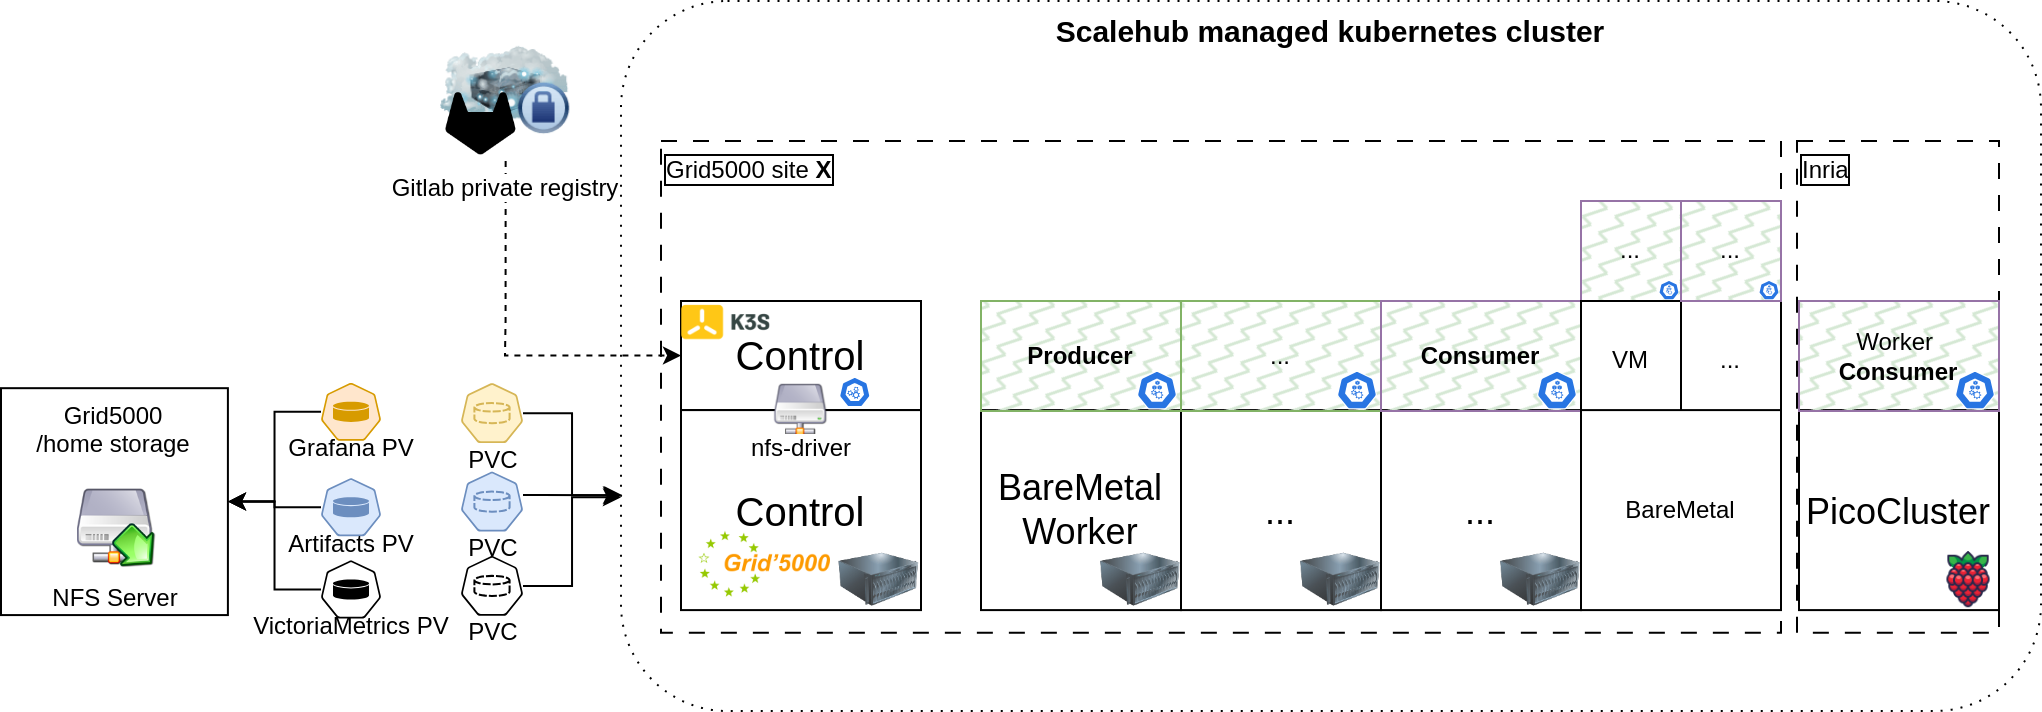 Scalehub managed kubernetes cluster
Gitlab private registry
Grid5000 site X
Inria
...
...
K3S
Control
Producer
...
Consumer
VM
...
Worker
Consumer
nfs-driver
Control
Grid'5000
BareMetal
Worker
...
...
BareMetal
PicoCluster
Grid5000
/home storage
NFS Server
Grafana PV
Artifacts PV
VictoriaMetrics PV
PVC
PVC
PVC